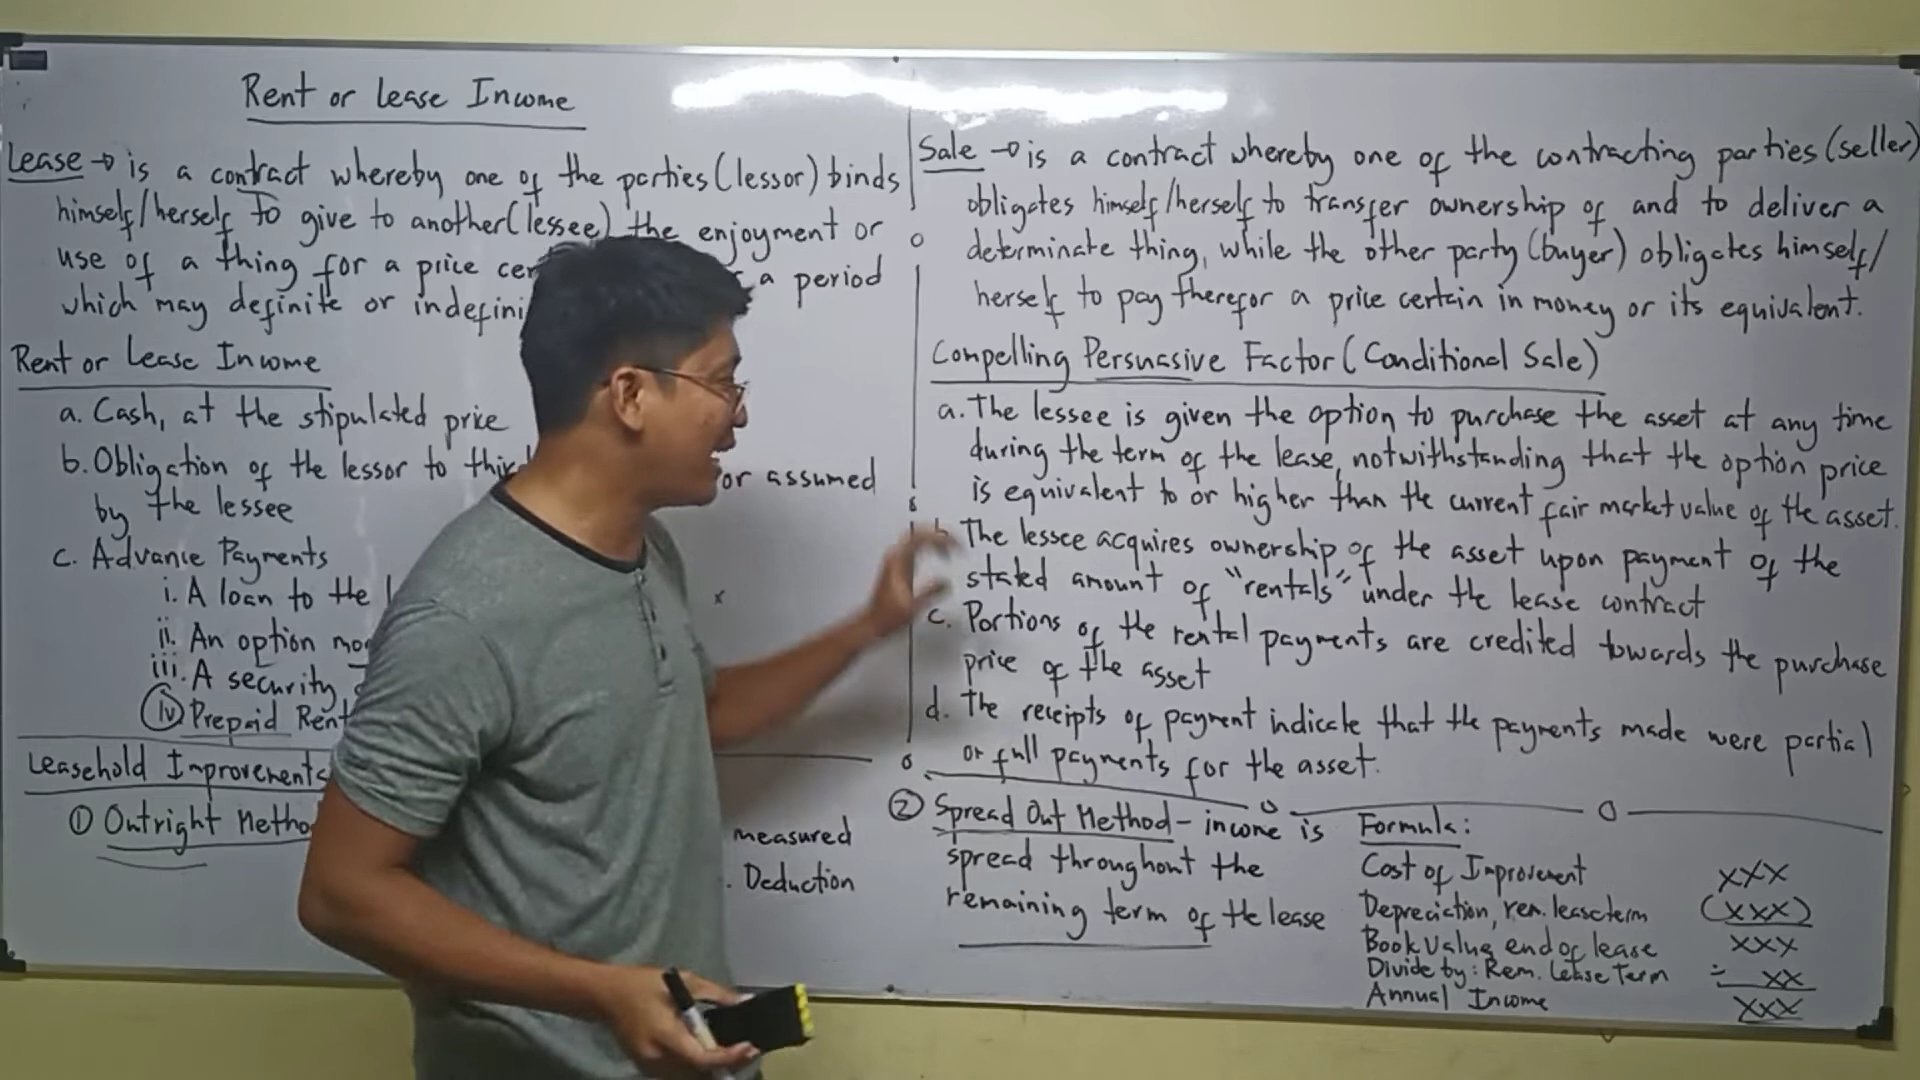 Rent or Lease Income
Lease → is a contract whereby one of the parties (lessor) binds
himself/herself to give to another (lessee) the enjoyment or
use of a thing for a price cer a period
which may definite or indefini
Rent or Lease Income
a. Cash, at the stipulated price
b. Obligation of the lessor to thir or assumed
by the lessee
c. Advance Payments
i. A loan to the
ii. An option mo
iii. A security
iv Prepaid Rent
Leasehold Improvements
① Outright Metho
measured
. Deduction
Sale → is a contract whereby one of the contracting parties (seller)
obligates himself/herself to transfer ownership of and to deliver a
determinate thing, while the other party (buyer) obligates himself/
herself to pay therefor a price certain in money or its equivalent.
Compelling Persuasive Factor (Conditional Sale)
a. The lessee is given the option to purchase the asset at any time
during the term of the lease, notwithstanding that the option price
is equivalent to or higher than the current fair market value of the asset.
b. The lessee acquires ownership of the asset upon payment of the
stated amount of "rentals" under the lease contract
c. Portions of the rental payments are credited towards the purchase
price of the asset
d. The receipts of payment indicate that the payments made were partial
or full payments for the asset.
② Spread Out Method - income is
spread throughout the
remaining term of the lease
Formula:
Cost of Improvement xxx
Depreciation, rem. lease term (xxx)
Book Value, end of lease xxx
Divide by: Rem. Lease Term ÷ xx
Annual Income xxx